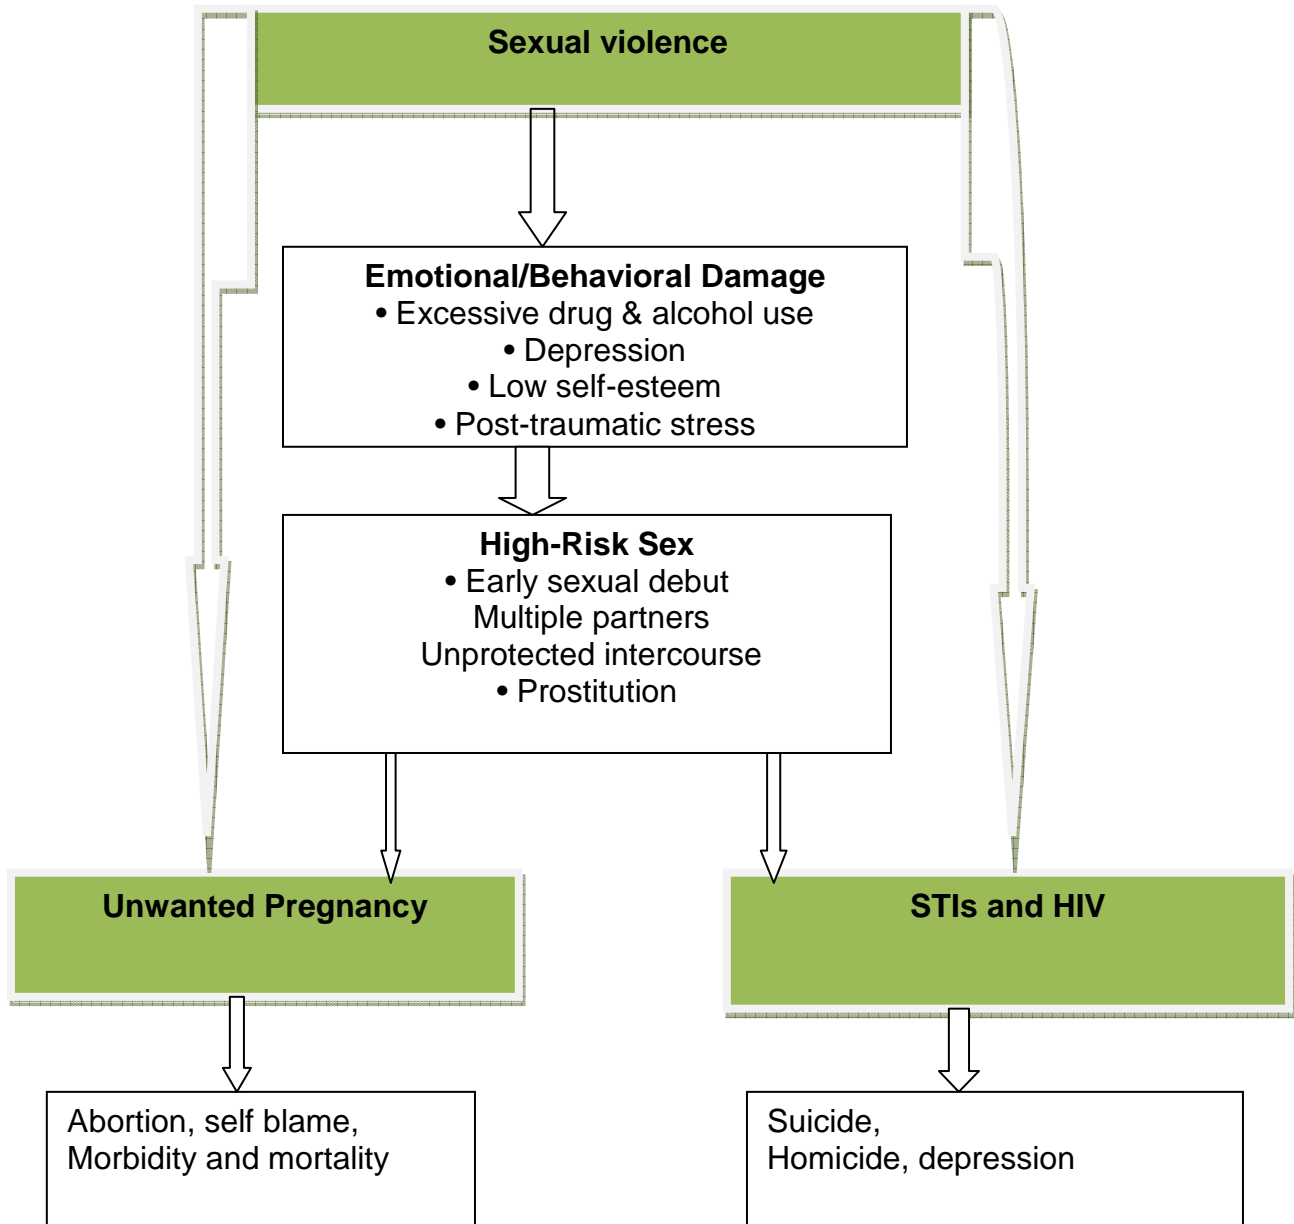 Sexual violence
Emotional/Behavioral Damage
• Excessive drug & alcohol use
• Depression
• Low self-esteem
• Post-traumatic stress
High-Risk Sex
• Early sexual debut
Multiple partners
Unprotected intercourse
• Prostitution
Unwanted Pregnancy
STIs and HIV
Abortion, self blame,
Morbidity and mortality
Suicide,
Homicide, depression